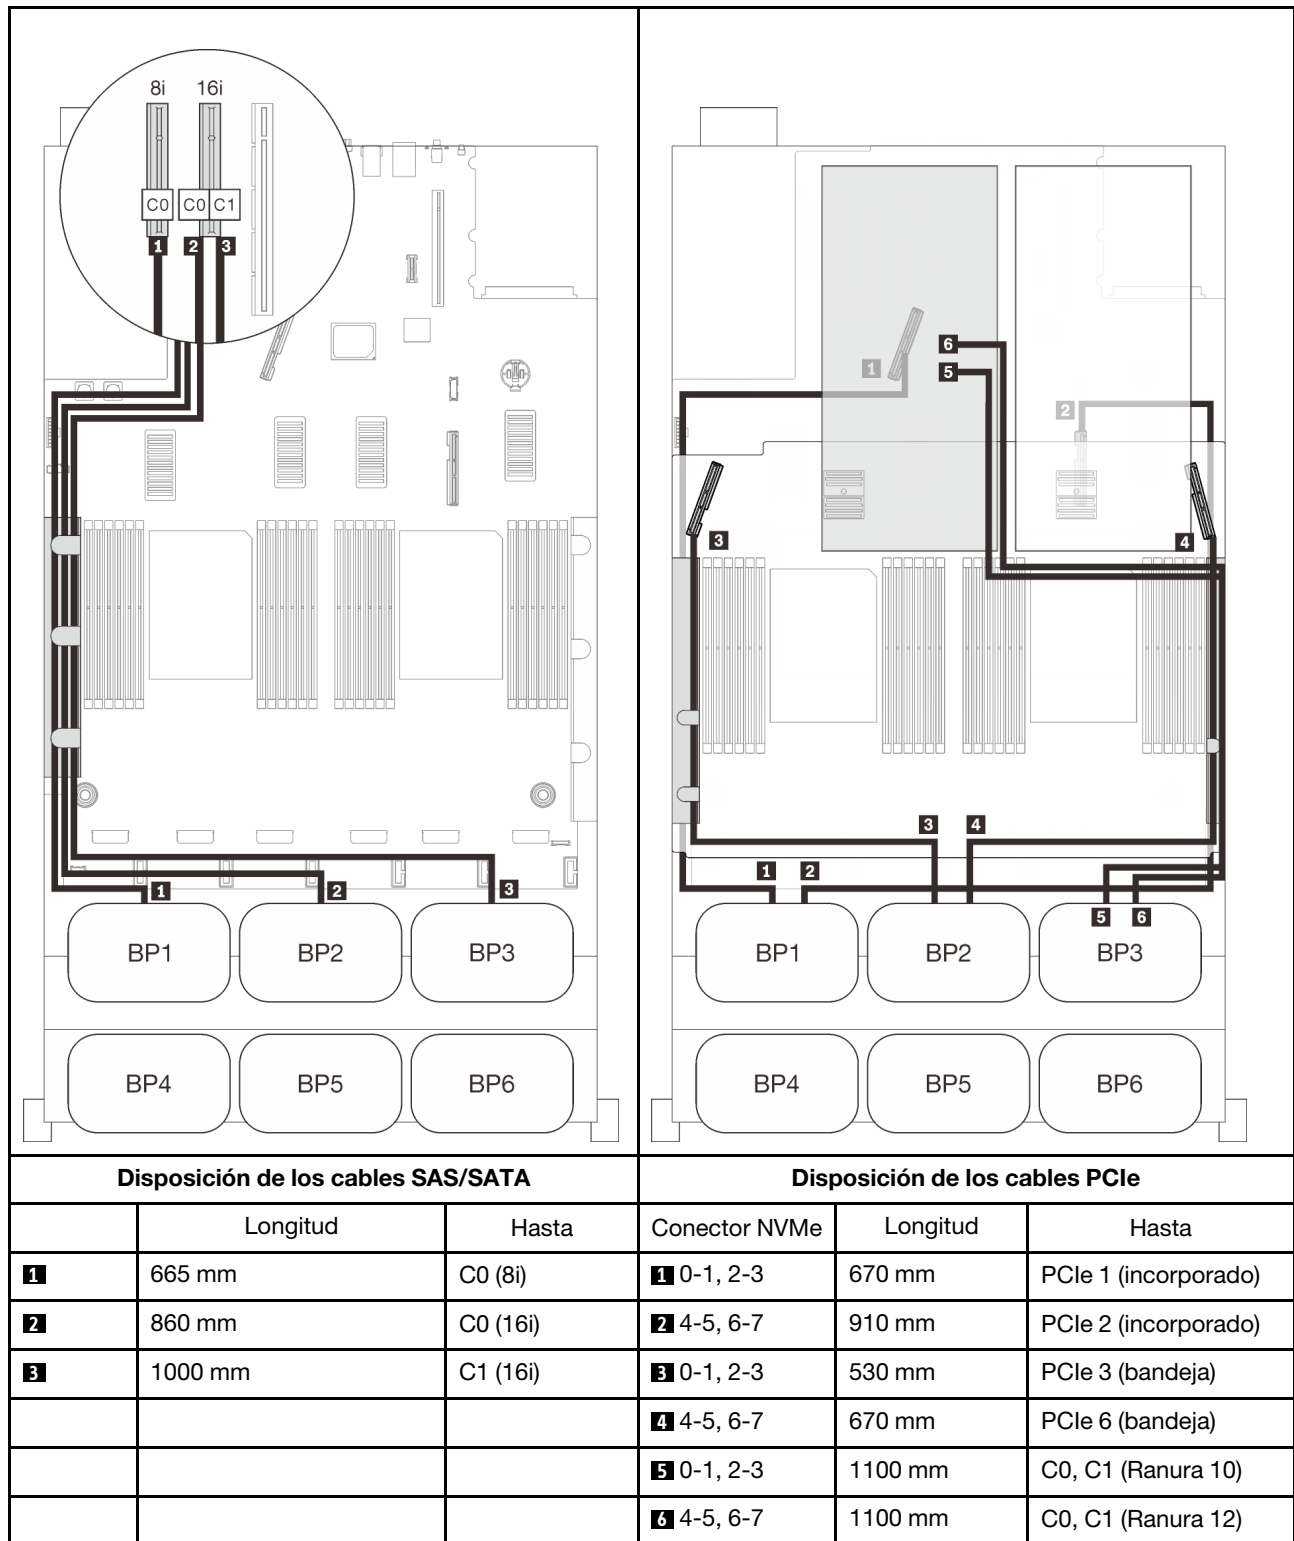 8i 16i
C0 C0 C1
1 2 3
1 2 3
BP1 BP2 BP3
BP4 BP5 BP6
6
1 5
2
3 4
3 4
1 2
5 6
BP1 BP2 BP3
BP4 BP5 BP6
Disposición de los cables SAS/SATA Disposición de los cables PCIe
Longitud Hasta Conector NVMe Longitud Hasta
1 665 mm C0 (8i) 1 0-1, 2-3 670 mm PCIe 1 (incorporado)
2 860 mm C0 (16i) 2 4-5, 6-7 910 mm PCIe 2 (incorporado)
3 1000 mm C1 (16i) 3 0-1, 2-3 530 mm PCIe 3 (bandeja)
4 4-5, 6-7 670 mm PCIe 6 (bandeja)
5 0-1, 2-3 1100 mm C0, C1 (Ranura 10)
6 4-5, 6-7 1100 mm C0, C1 (Ranura 12)